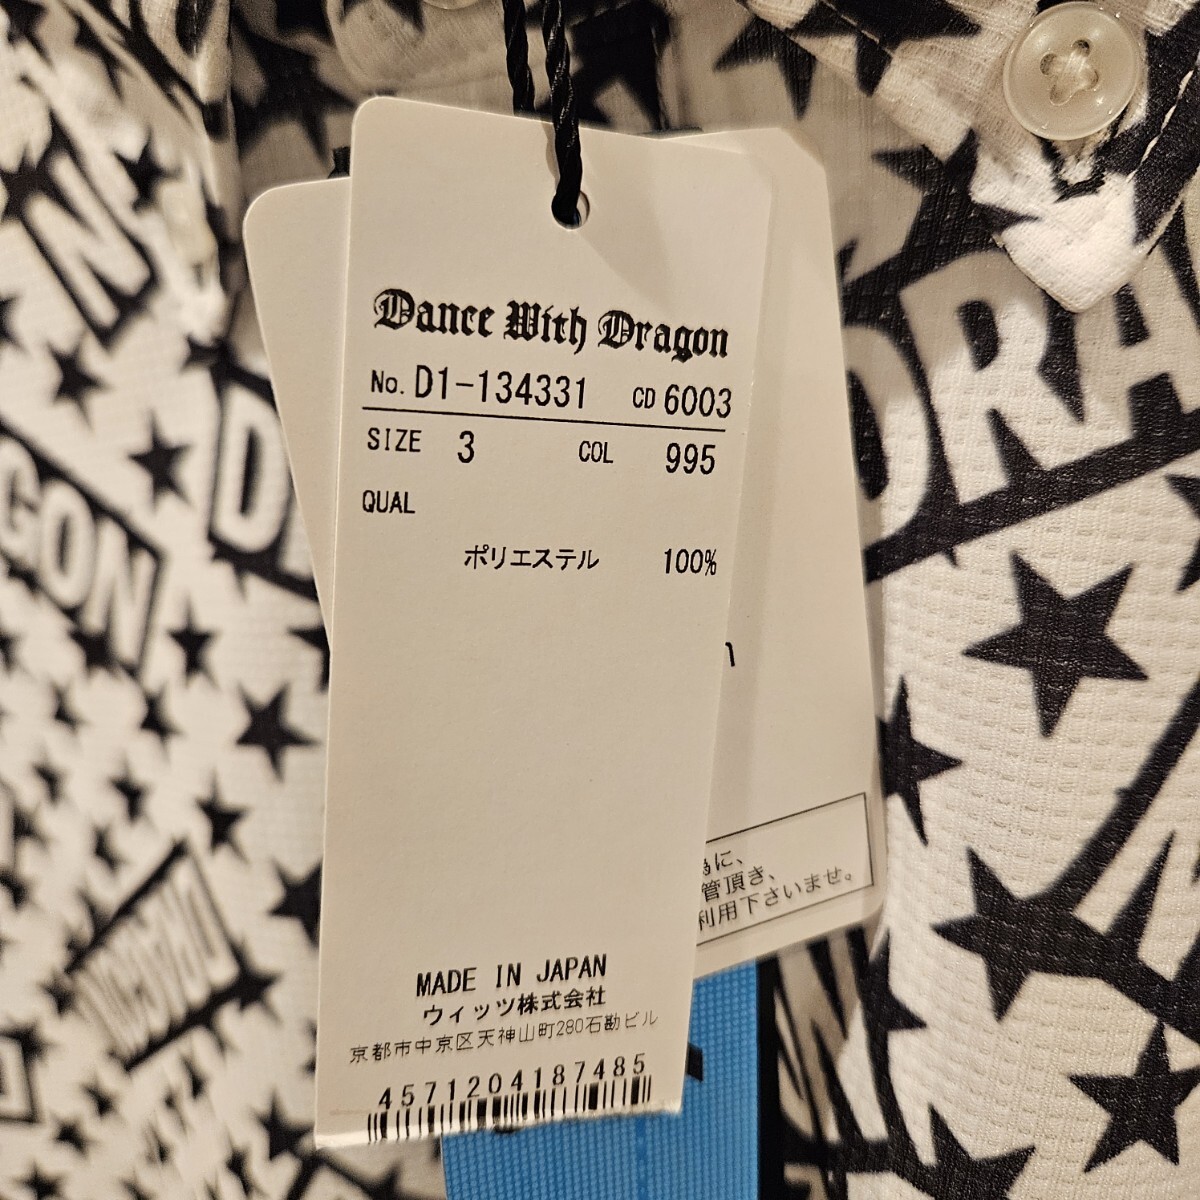 Dance With Dragon
No. D1-134331 CD 6003
SIZE 3 COL 995
QUAL
ポリエステル 100%
MADE IN JAPAN
ウィッツ株式会社
京都市中京区天神山町280石勘ビル
4571204187485
為に、
管頂き、
利用下さいませ。
DRA
GON
DRAGON